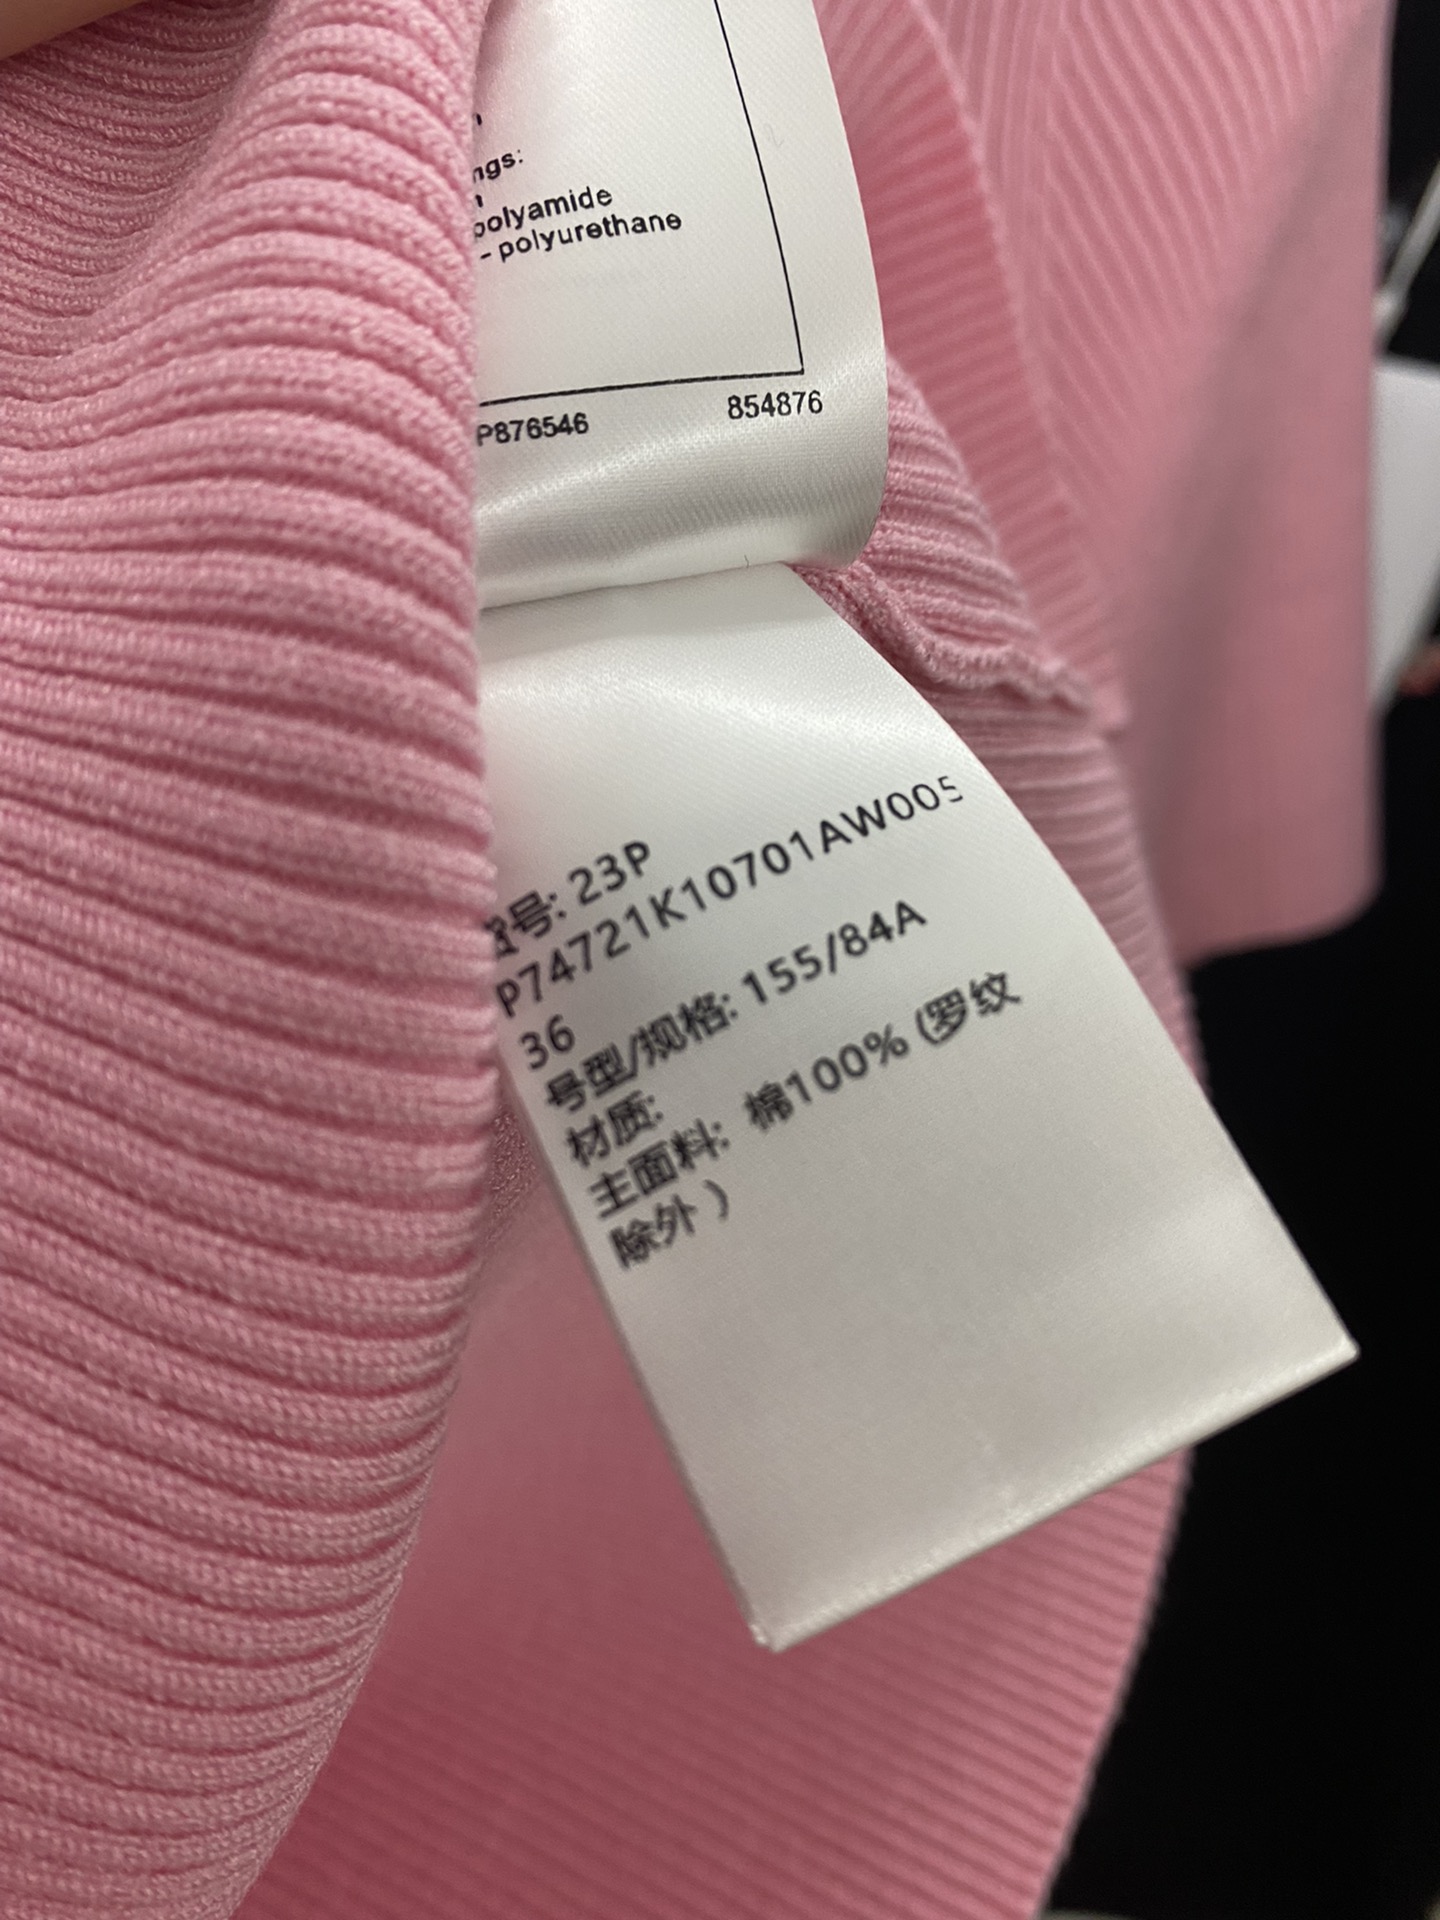 ngs:
polyamide
- polyurethane
P876546 854876
货号: 23P
P74721K10701AW005
36
号型/规格: 155/84A
材质:
主面料: 棉100% (罗纹
除外 )